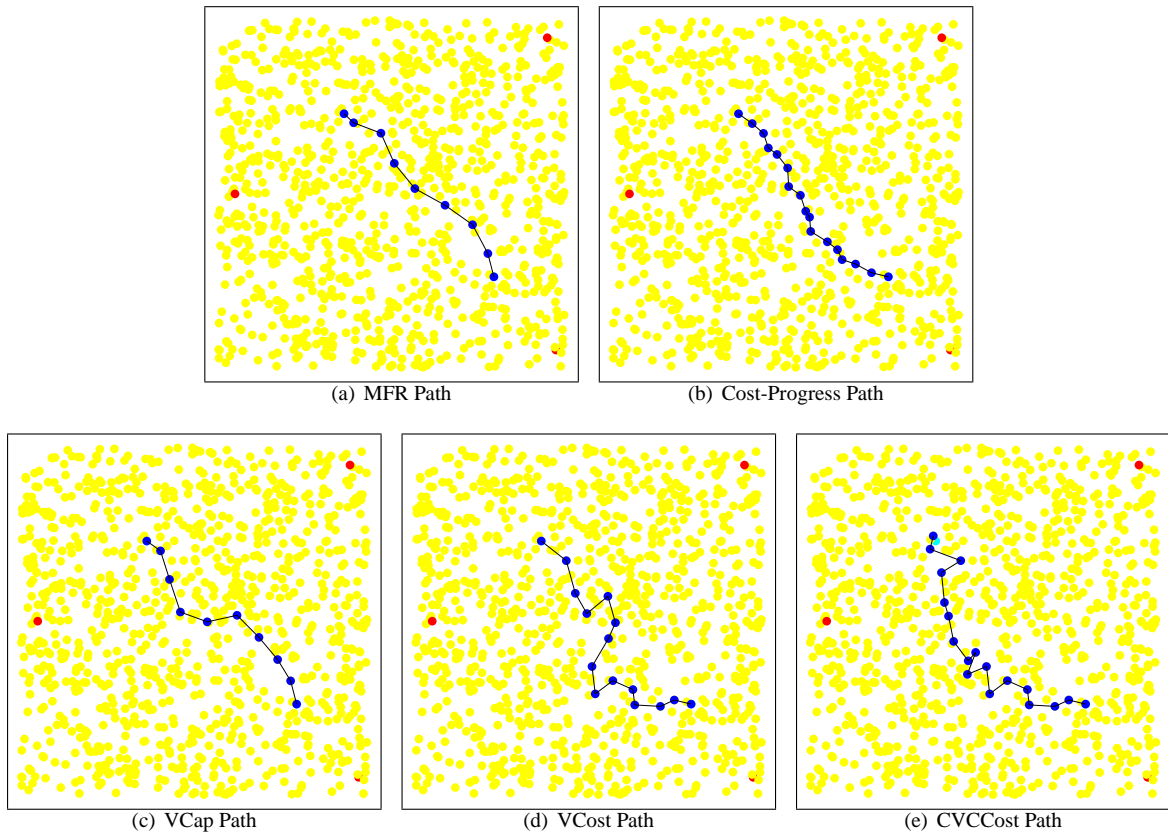 (a) MFR Path
(b) Cost-Progress Path
(c) VCap Path
(d) VCost Path
(e) CVCCost Path